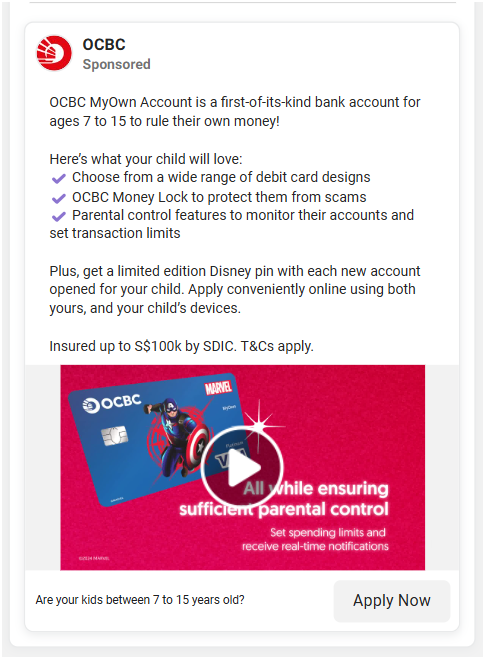 OCBC
Sponsored
OCBC MyOwn Account is a first-of-its-kind bank account for
ages 7 to 15 to rule their own money!
Here's what your child will love:
✔ Choose from a wide range of debit card designs
✔ OCBC Money Lock to protect them from scams
✔ Parental control features to monitor their accounts and
set transaction limits
Plus, get a limited edition Disney pin with each new account
opened for your child. Apply conveniently online using both
yours, and your child's devices.
Insured up to S$100k by SDIC. T&Cs apply.
OCBC
MARVEL
MyOwn
Platinum
All while ensuring
sufficient parental control
Set spending limits and
receive real-time notifications
©2024 MARVEL
Are your kids between 7 to 15 years old?
Apply Now